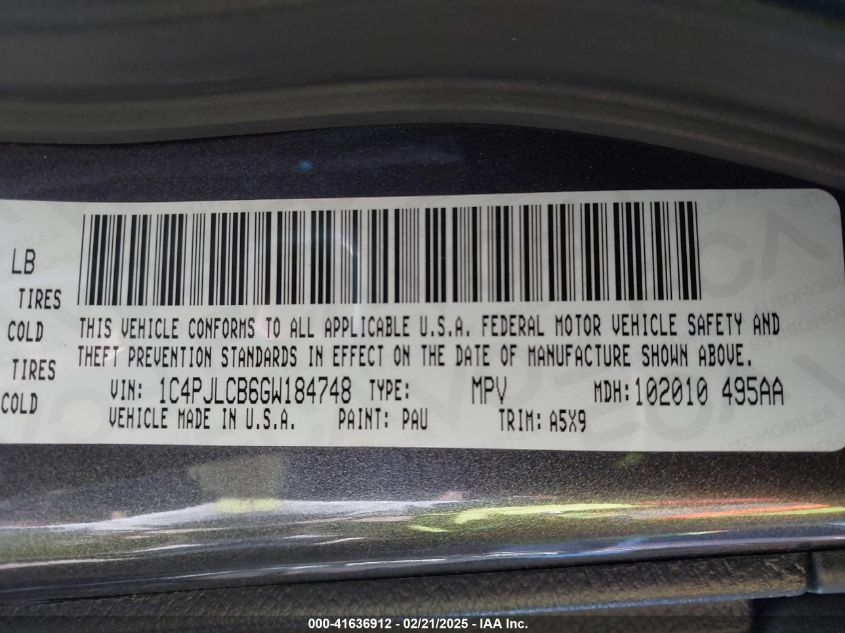 LB
TIRES
COLD
TIRES
COLD
THIS VEHICLE CONFORMS TO ALL APPLICABLE U.S.A. FEDERAL MOTOR VEHICLE SAFETY AND
THEFT PREVENTION STANDARDS IN EFFECT ON THE DATE OF MANUFACTURE SHOWN ABOVE.
VIN: 1C4PJLCB6GW184748 TYPE: MPV MDH:102010 495AA
VEHICLE MADE IN U.S.A. PAINT: PAU TRIM: A5X9
000-41636912 - 02/21/2025 - IAA Inc.